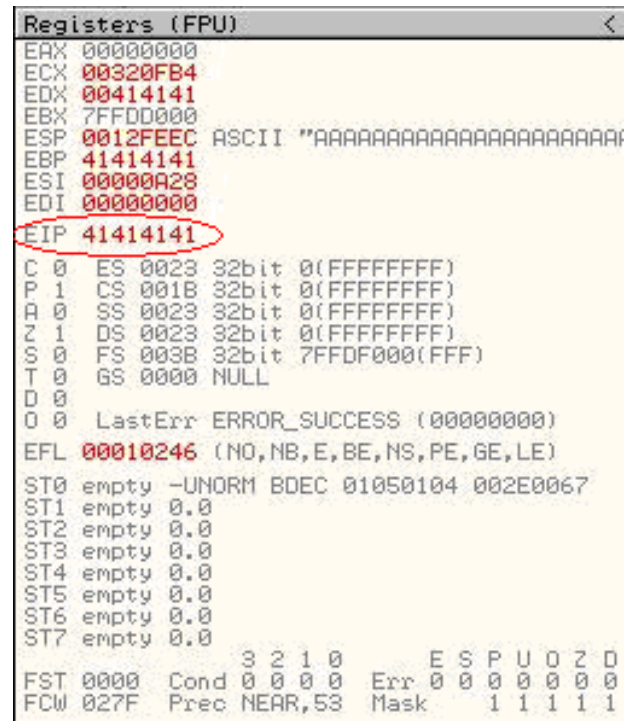 Registers (FPU) <
EAX 00000000
ECX 00320FB4
EDX 00414141
EBX 7FFDD000
ESP 0012FEEC ASCII "AAAAAAAAAAAAAAAAAAAAAAA
EBP 41414141
ESI 00000A28
EDI 00000000
EIP 41414141
C 0 ES 0023 32bit 0(FFFFFFFF)
P 1 CS 001B 32bit 0(FFFFFFFF)
A 0 SS 0023 32bit 0(FFFFFFFF)
Z 1 DS 0023 32bit 0(FFFFFFFF)
S 0 FS 003B 32bit 7FFDF000(FFF)
T 0 GS 0000 NULL
D 0
O 0 LastErr ERROR_SUCCESS (00000000)
EFL 00010246 (NO,NB,E,BE,NS,PE,GE,LE)
ST0 empty -UNORM BDEC 01050104 002E0067
ST1 empty 0.0
ST2 empty 0.0
ST3 empty 0.0
ST4 empty 0.0
ST5 empty 0.0
ST6 empty 0.0
ST7 empty 0.0
3 2 1 0 E S P U O Z D
FST 0000 Cond 0 0 0 0 Err 0 0 0 0 0 0 0
FCW 027F Prec NEAR,53 Mask 1 1 1 1 1